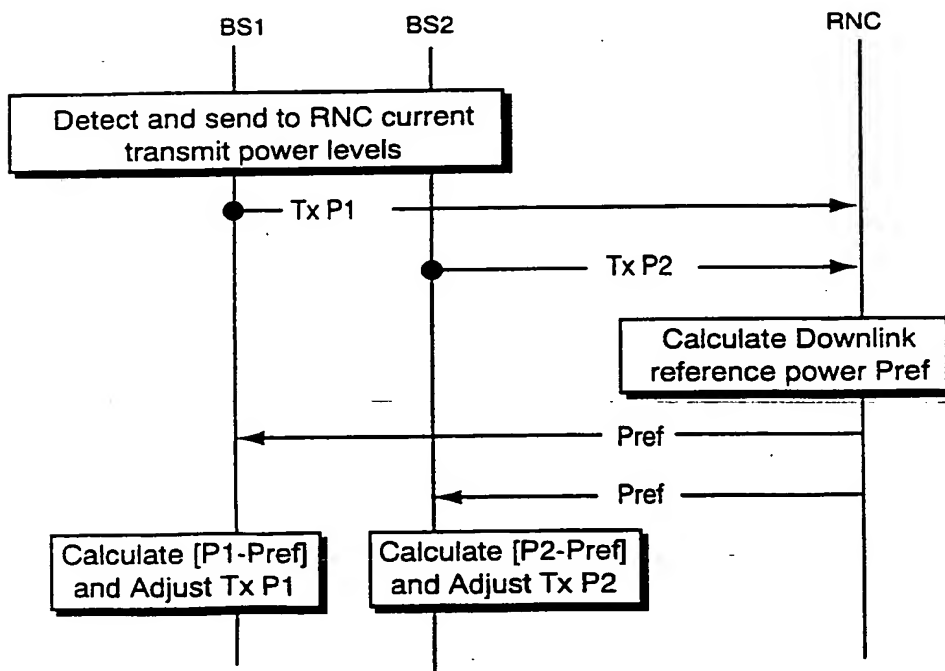 BS1
BS2
RNC
Detect and send to RNC current
transmit power levels
Tx P1
Tx P2
Calculate Downlink
reference power Pref
Pref
Pref
Calculate [P1-Pref]
and Adjust Tx P1
Calculate [P2-Pref]
and Adjust Tx P2